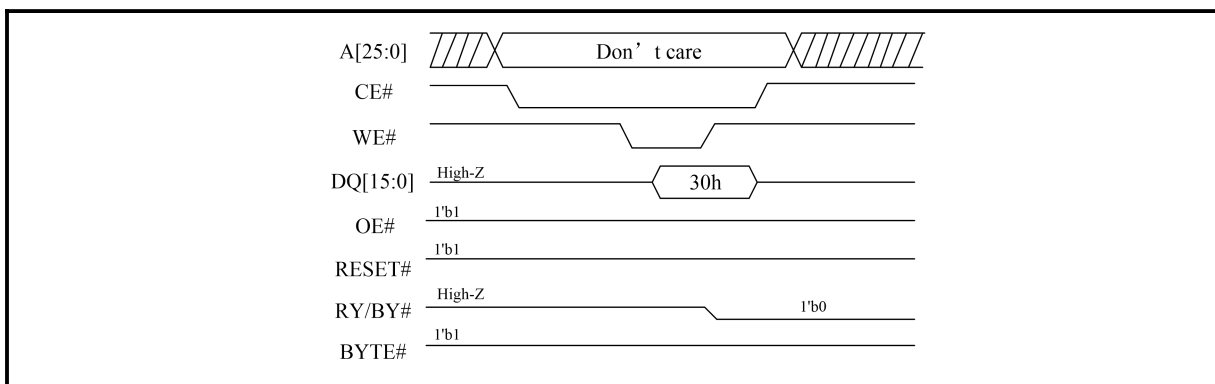 A[25:0] Don’t care
CE#
WE#
DQ[15:0] High-Z 30h
OE# 1'b1
RESET# 1'b1
RY/BY# High-Z 1'b0
BYTE# 1'b1